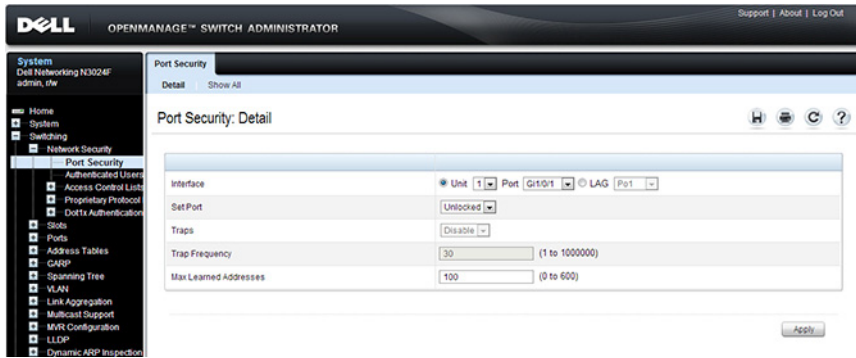 Support | About | Log Out
DELL
OPENMANAGE™ SWITCH ADMINISTRATOR
System
Dell Networking N3024F
admin, r/w
Home
System
Switching
Network Security
Port Security
Authenticated Users
Access Control Lists
Proprietary Protocol
Dot1x Authentication
Slots
Ports
Address Tables
GARP
Spanning Tree
VLAN
Link Aggregation
Multicast Support
MVR Configuration
LLDP
Dynamic ARP Inspection
Port Security
Detail Show All
Port Security: Detail
Interface Unit 1 Port Gi1/0/1 LAG Po1
Set Port Unlocked
Traps Disable
Trap Frequency 30 (1 to 1000000)
Max Learned Addresses 100 (0 to 600)
Apply